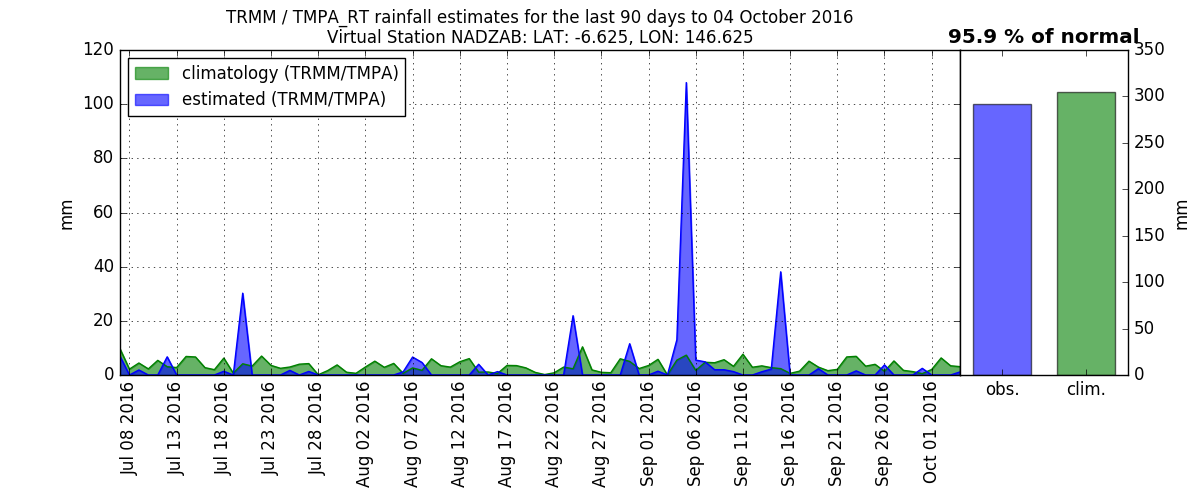 TRMM / TMPA_RT rainfall estimates for the last 90 days to 04 October 2016
Virtual Station NADZAB: LAT: -6.625, LON: 146.625
95.9 % of normal
climatology (TRMM/TMPA)
estimated (TRMM/TMPA)
120
100
80
60
40
20
0
mm
Jul 08 2016
Jul 13 2016
Jul 18 2016
Jul 23 2016
Jul 28 2016
Aug 02 2016
Aug 07 2016
Aug 12 2016
Aug 17 2016
Aug 22 2016
Aug 27 2016
Sep 01 2016
Sep 06 2016
Sep 11 2016
Sep 16 2016
Sep 21 2016
Sep 26 2016
Oct 01 2016
obs.
clim.
350
300
250
200
150
100
50
0
mm